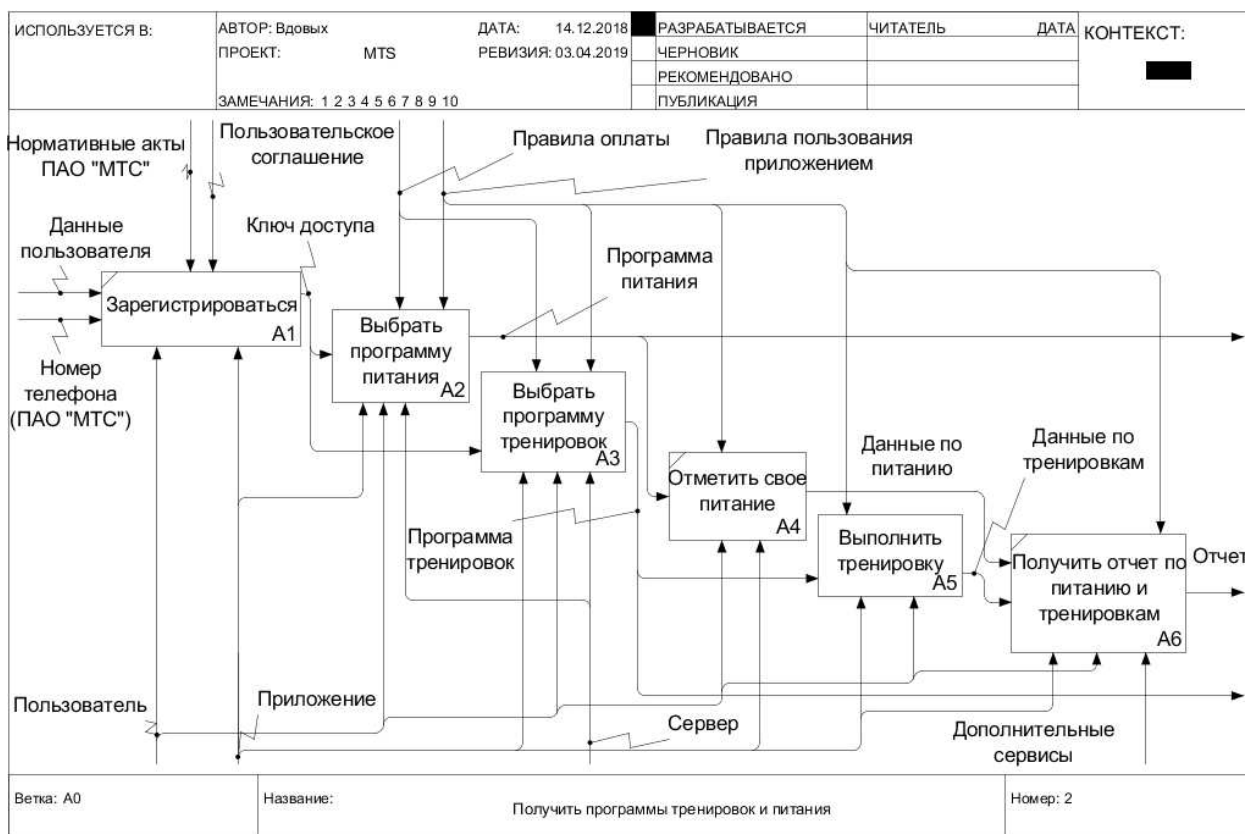 ИСПОЛЬЗУЕТСЯ В:
АВТОР: Вдовых
ДАТА: 14.12.2018
РАЗРАБАТЫВАЕТСЯ
ЧИТАТЕЛЬ
ДАТА
КОНТЕКСТ:
ПРОЕКТ: MTS
РЕВИЗИЯ: 03.04.2019
ЧЕРНОВИК
РЕКОМЕНДОВАНО
ЗАМЕЧАНИЯ: 1 2 3 4 5 6 7 8 9 10
ПУБЛИКАЦИЯ
Нормативные акты
ПАО "МТС"
Пользовательское
соглашение
Правила оплаты
Правила пользования
приложением
Данные
пользователя
Ключ доступа
Программа
питания
Зарегистрироваться
A1
Номер
телефона
(ПАО "МТС")
Выбрать
программу
питания
A2
Выбрать
программу
тренировок
A3
Данные по
питанию
Данные по
тренировкам
Отметить свое
питание
A4
Программа
тренировок
Выполнить
тренировку
A5
Получить отчет по
питанию и
тренировкам
A6
Отчет
Пользователь
Приложение
Сервер
Дополнительные
сервисы
Ветка: A0
Название:
Получить программы тренировок и питания
Номер: 2